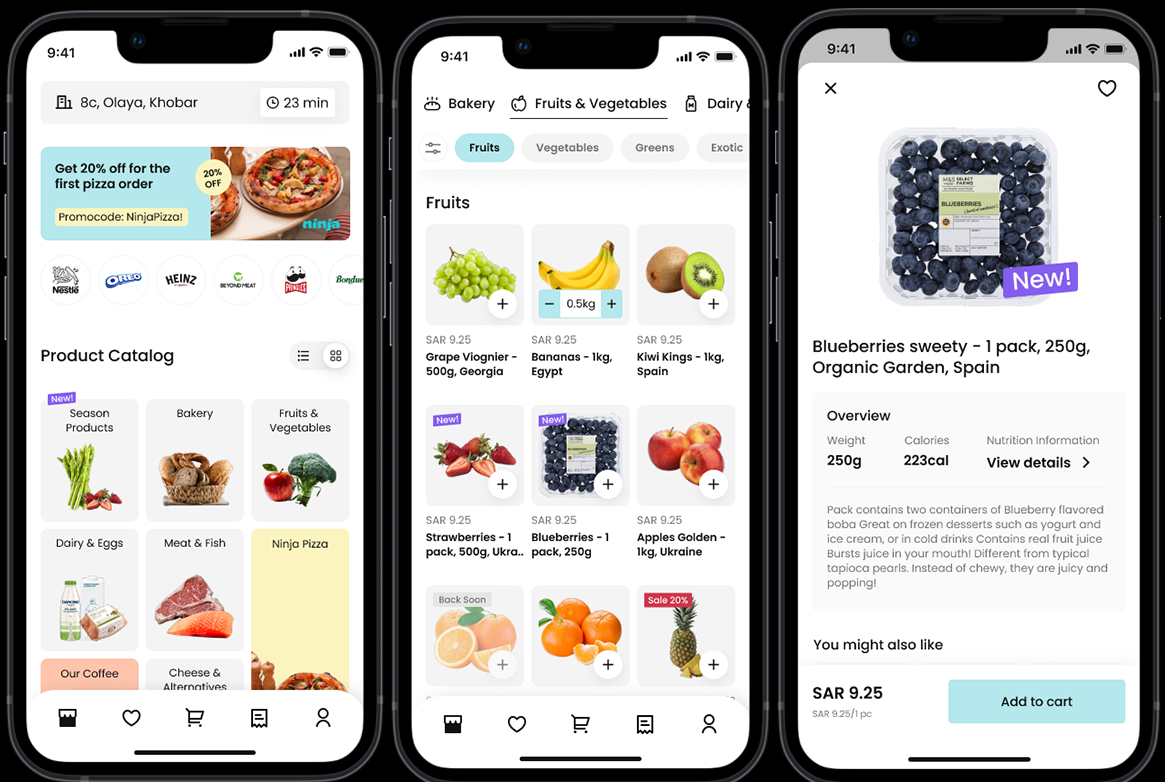 9:41
8c, Olaya, Khobar
23 min
Get 20% off for the
first pizza order
20%
OFF
Promocode: NinjaPizza!
ninja
Nestle
OREO
HEINZ
BEYOND MEAT
PRINGLES
Bondue
Product Catalog
New!
Season
Products
Bakery
Fruits &
Vegetables
Dairy & Eggs
Meat & Fish
Ninja Pizza
Our Coffee
Cheese &
Alternatives
9:41
Bakery
Fruits & Vegetables
Dairy &
Fruits
Vegetables
Greens
Exotic
Fruits
0.5kg
SAR 9.25
Grape Viognier -
500g, Georgia
SAR 9.25
Bananas - 1kg,
Egypt
SAR 9.25
Kiwi Kings - 1kg,
Spain
New!
New!
SAR 9.25
Strawberries - 1
pack, 500g, Ukra..
SAR 9.25
Blueberries - 1
pack, 250g
SAR 9.25
Apples Golden -
1kg, Ukraine
Back Soon
Sale 20%
9:41
M&S SELECT
FARMS
BLUEBERRIES
New!
Blueberries sweety - 1 pack, 250g,
Organic Garden, Spain
Overview
Weight
250g
Calories
223cal
Nutrition Information
View details
Pack contains two containers of Blueberry flavored
boba Great on frozen desserts such as yogurt and
ice cream, or in cold drinks Contains real fruit juice
Bursts juice in your mouth! Different from typical
tapioca pearls. Instead of chewy, they are juicy and
popping!
You might also like
SAR 9.25
SAR 9.25/1 pc
Add to cart